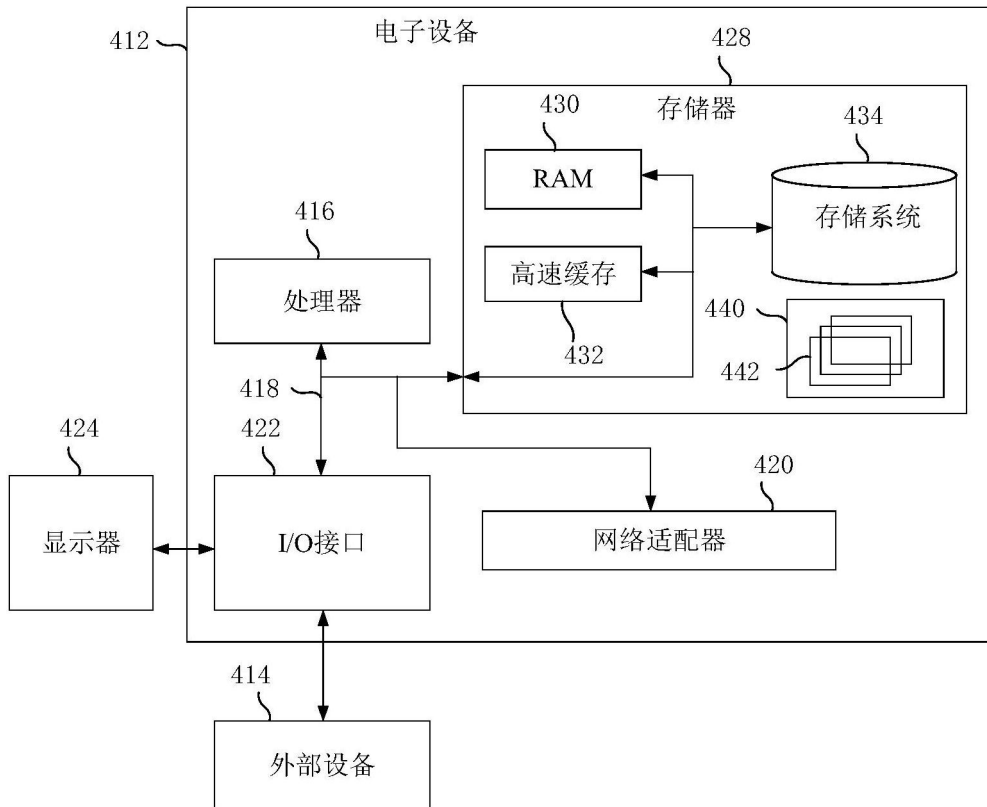 电子设备
412
428
存储器
430
RAM
434
存储系统
416
处理器
高速缓存
432
440
442
418
422
I/O接口
424
显示器
420
网络适配器
414
外部设备